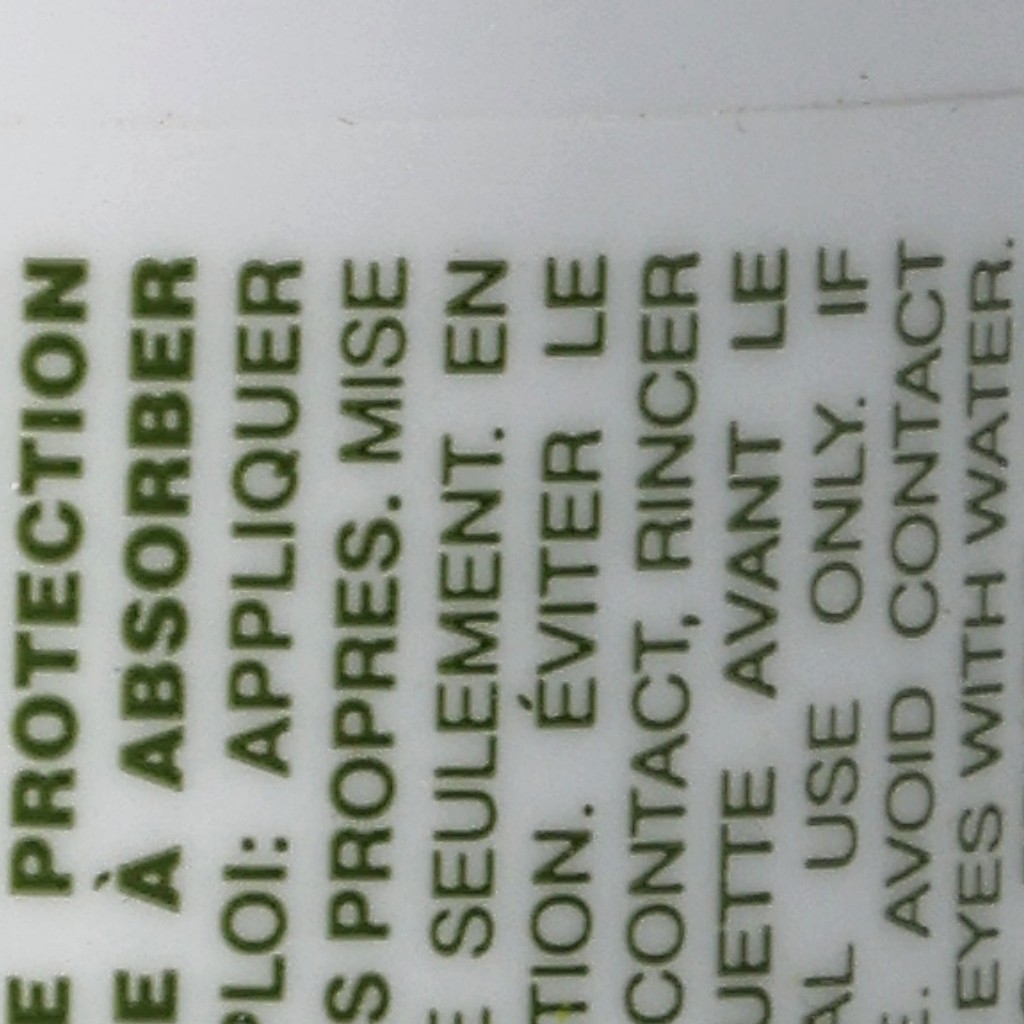 E PROTECTION
E À ABSORBER
PLOI: APPLIQUER
S PROPRES. MISE
E SEULEMENT. EN
TION. ÉVITER LE
CONTACT, RINCER
UETTE AVANT LE
AL USE ONLY. IF
E. AVOID CONTACT
EYES WITH WATER.